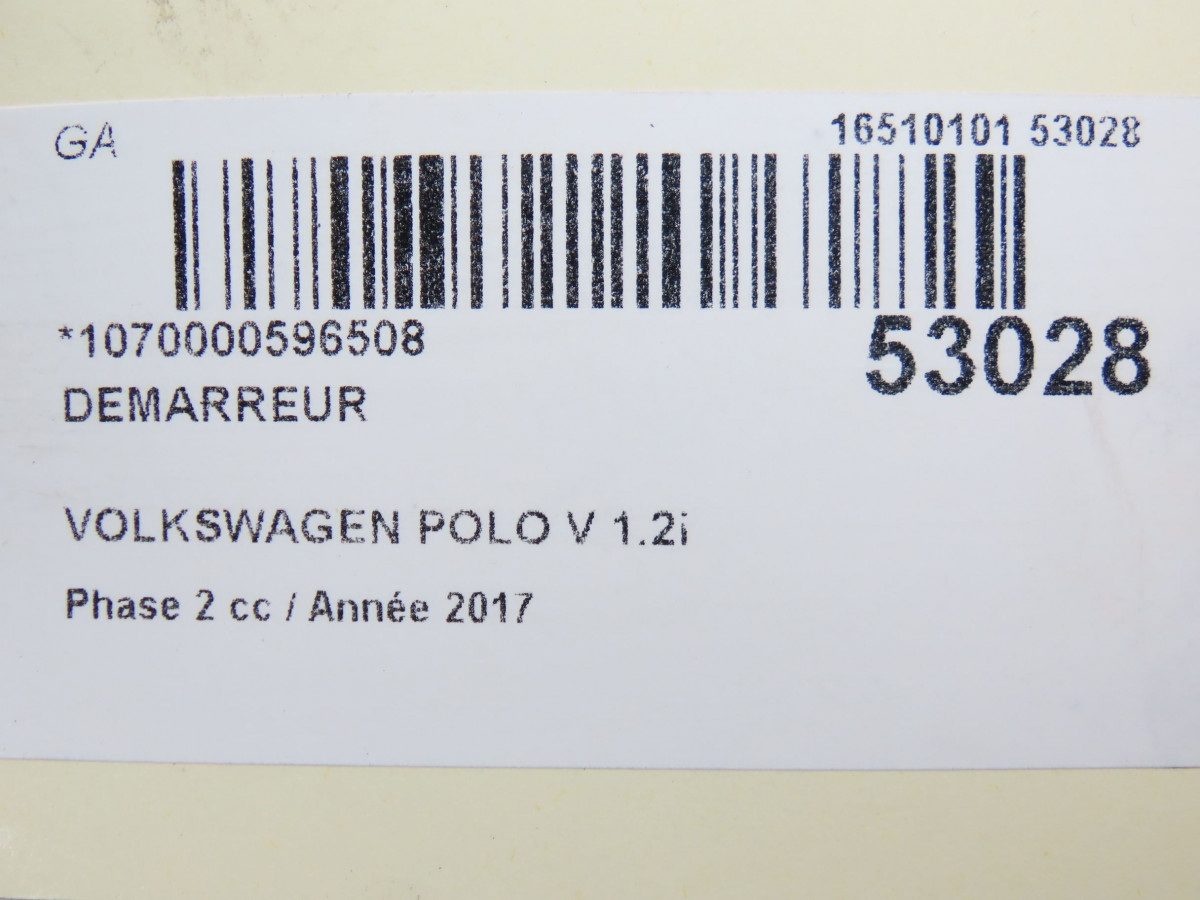 GA
16510101 53028
*1070000596508
53028
DEMARREUR
VOLKSWAGEN POLO V 1.2i
Phase 2 cc / Année 2017